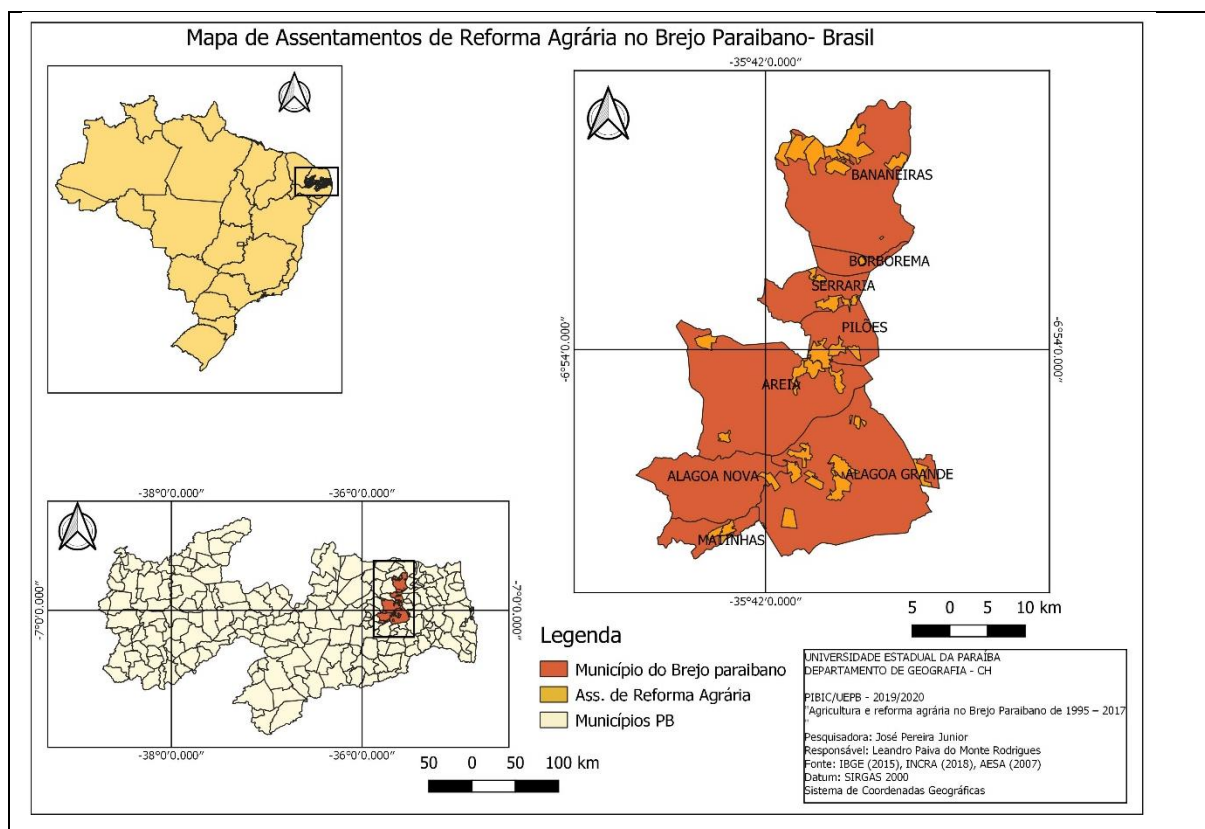 Mapa de Assentamentos de Reforma Agrária no Brejo Paraibano- Brasil
-35°42'0.000"
BANANEIRAS
BORBOREMA
SERRARIA
PILÕES
-6°54'0.000"
-6°54'0.000"
AREIA
ALAGOA NOVA
ALAGOA GRANDE
MATINHAS
-35°42'0.000"
5 0 5 10 km
-38°0'0.000"
-36°0'0.000"
-7°0'0.000"
-7°0'0.000"
-38°0'0.000"
-36°0'0.000"
50 0 50 100 km
Legenda
Município do Brejo paraibano
Ass. de Reforma Agrária
Municípios PB
UNIVERSIDADE ESTADUAL DA PARAÍBA
DEPARTAMENTO DE GEOGRAFIA - CH
PIBIC/UEPB - 2019/2020
"Agricultura e reforma agrária no Brejo Paraibano de 1995 – 2017
"
Pesquisadora: José Pereira Junior
Responsável: Leandro Paiva do Monte Rodrigues
Fonte: IBGE (2015), INCRA (2018), AESA (2007)
Datum: SIRGAS 2000
Sistema de Coordenadas Geográficas